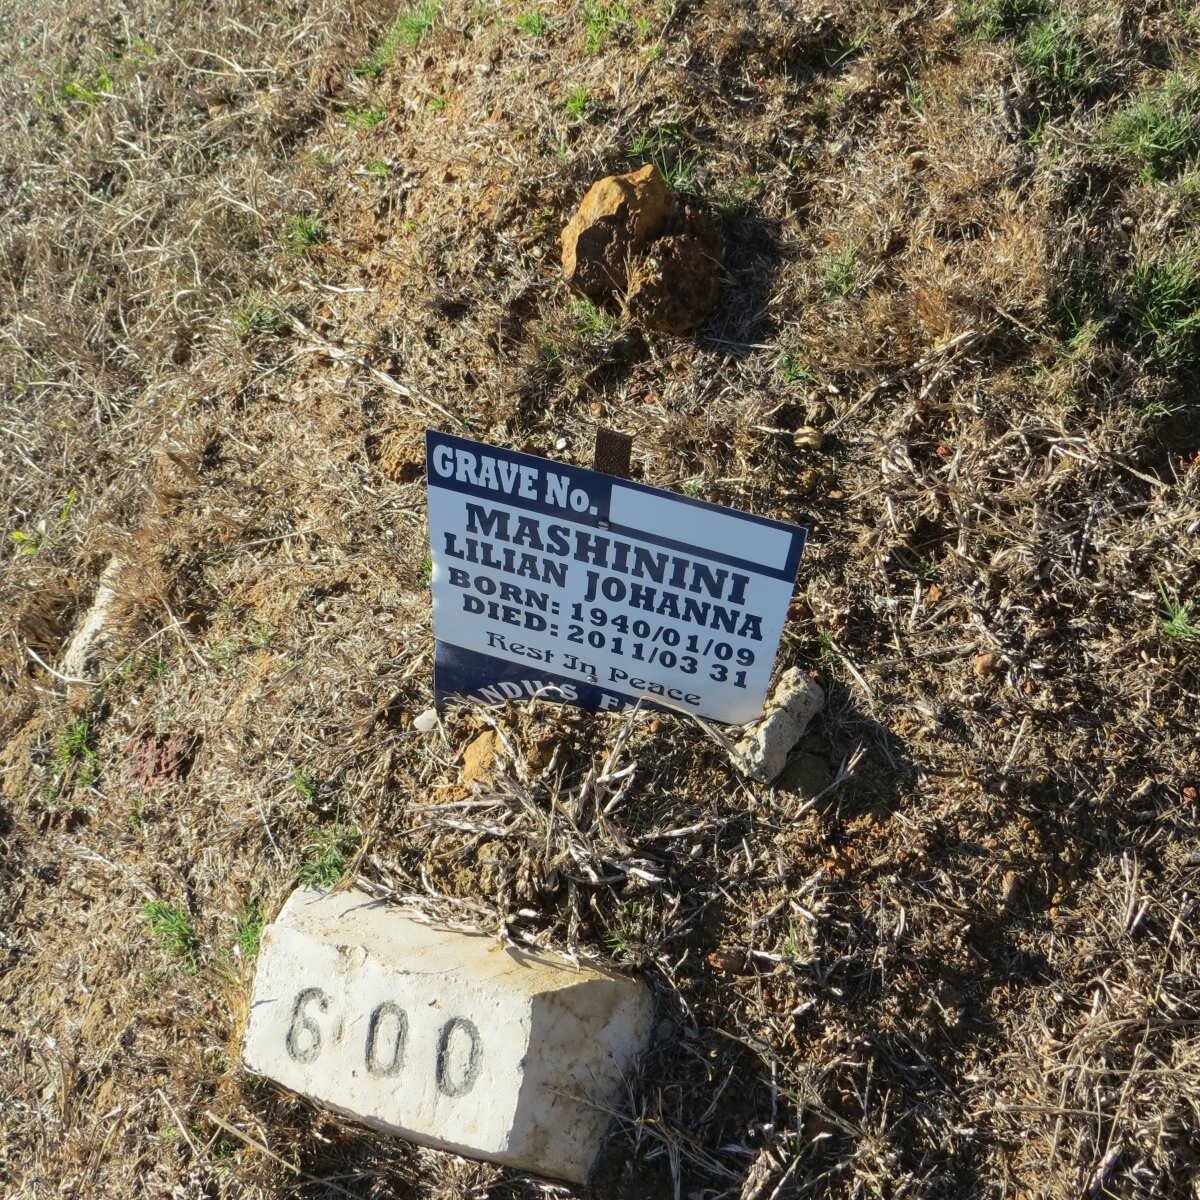 GRAVE No.
MASHININI
LILIAN JOHANNA
BORN: 1940/01/09
DIED: 2011/03 31
Rest In Peace
600